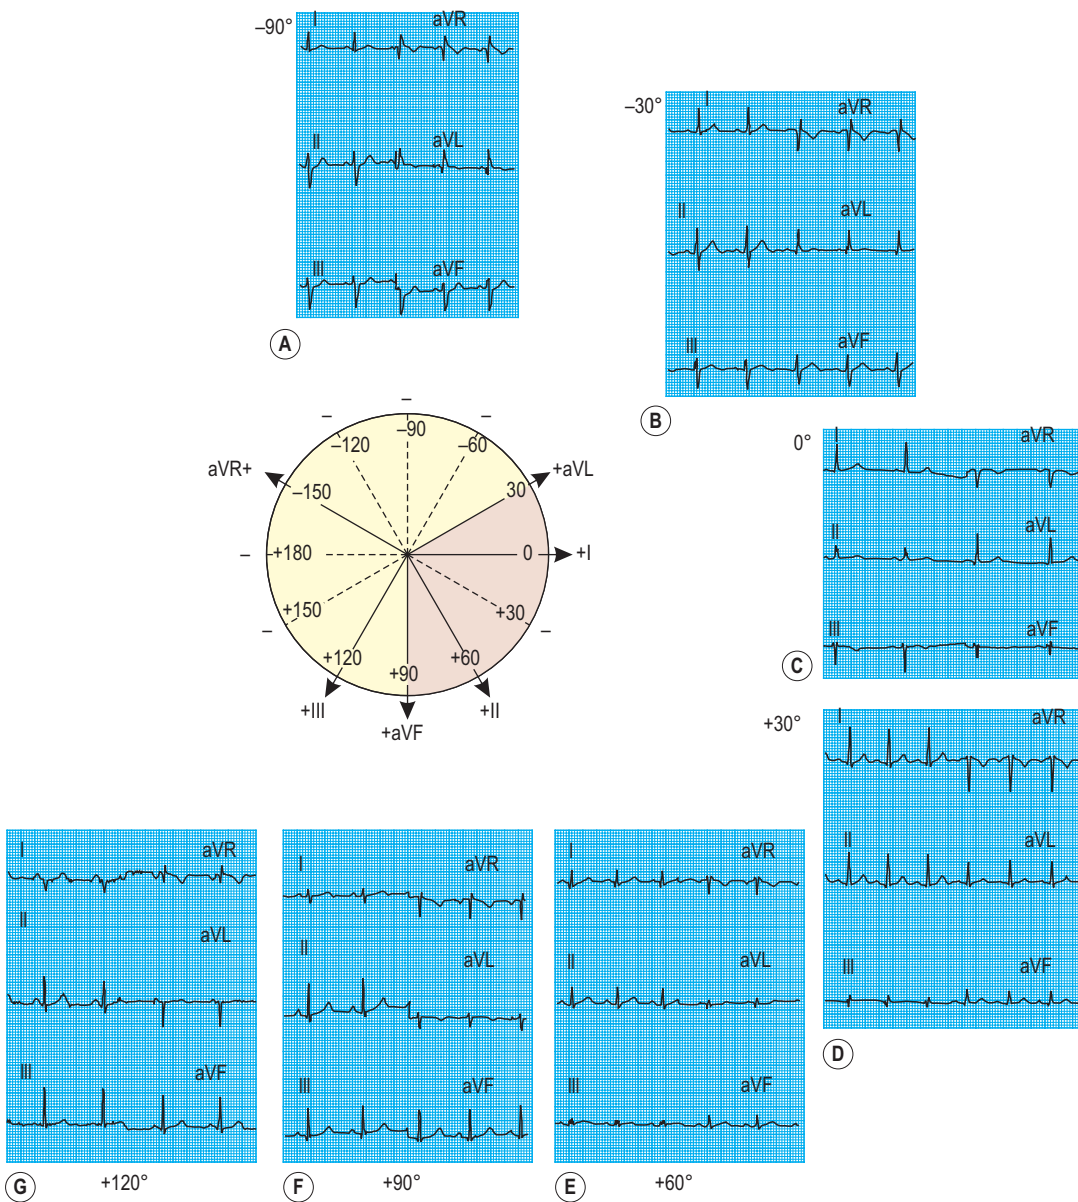 –90°
I aVR
II aVL
III aVF
A
–30°
I aVR
II aVL
III aVF
B
0°
I aVR
II aVL
III aVF
C
+30°
I aVR
II aVL
III aVF
D
– – –
– –
–120 –90 –60
aVR+ –150 30 +aVL
– +180 0 +I
+150 +30
– –
+120 +90 +60
+III +aVF +II
I aVR
II
aVL
III aVF
G +120°
I aVR
II aVL
III aVF
F +90°
I aVR
II aVL
III aVF
E +60°